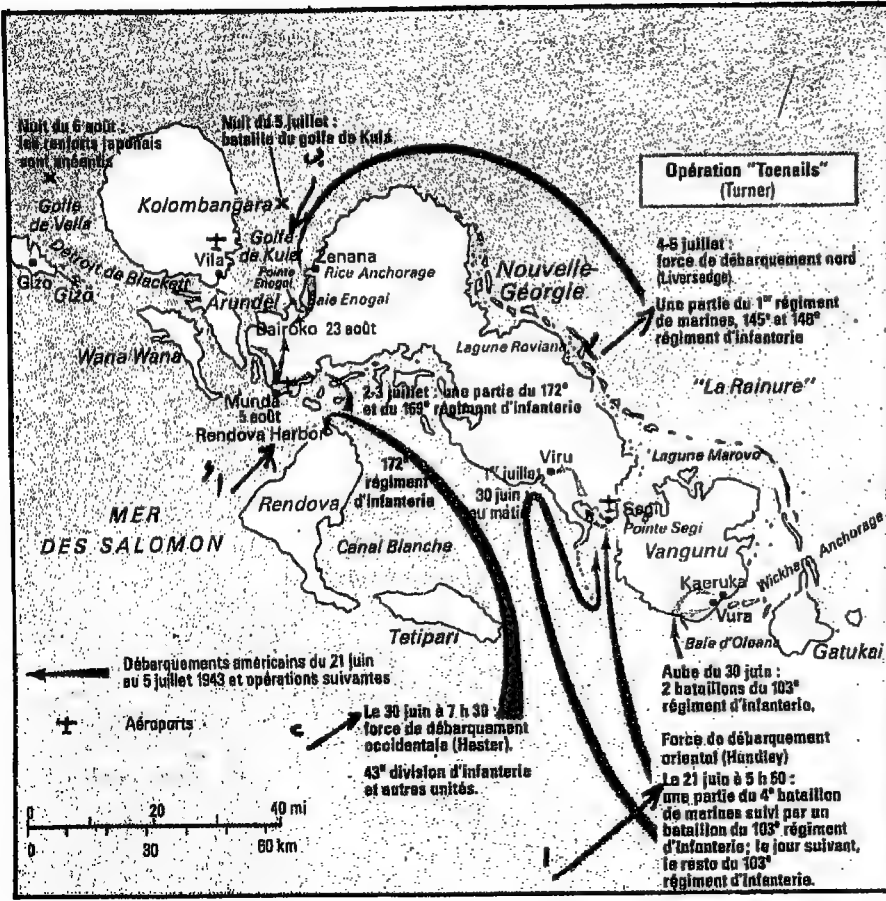 Nuit du 6 août :
les renforts japonais
sont anéantis
Nuit du 5 juillet :
bataille du golfe de Kula
Opération "Toenails"
(Turner)
Kolombangara
Golfe
de Vella
Golfe
de Kula
Vila
Zenana
Pointe
Enogai
Rice Anchorage
Détroit de Blackett
Gizo
Gizo
Arundel
Baie Enogai
Bairoko 23 août
Nouvelle-
Géorgie
4-5 juillet :
force de débarquement nord
(Liversedge)
Une partie du 1er régiment
de marines, 145e et 148e
régiment d'infanterie
Wana Wana
Lagune Roviana
"La Rainure"
Munda
5 août
2-3 juillet : une partie du 172e
et du 169e régiment d'infanterie
Rendova Harbor
172e
régiment
d'infanterie
Viru
1er juillet
30 juin
au matin
Lagune Marovo
Segi
Pointe Segi
Rendova
MER
DES SALOMON
Canal Blanche
Vangunu
Wickham Anchorage
Kaeruka
Vura
Tetipari
Baie d'Oloana
Gatukai
Débarquements américains du 21 juin
au 5 juillet 1943 et opérations suivantes
Aéroports
Le 30 juin à 7 h 30 :
force de débarquement
occidentale (Hester).
43e division d'infanterie
et autres unités.
Aube du 30 juin :
2 bataillons du 103e
régiment d'infanterie.
Force de débarquement
oriental (Hundley)
Le 21 juin à 5 h 50 :
une partie du 4e bataillon
de marines suivi par un
bataillon du 103e régiment
d'infanterie; le jour suivant,
le reste du 103e
régiment d'infanterie.
0 20 40 mi
0 30 60 km